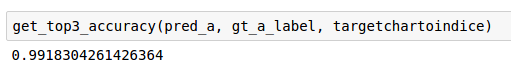 get_top3_accuracy(pred_a, gt_a_label, targetchartoindice)
0.9918304261426364